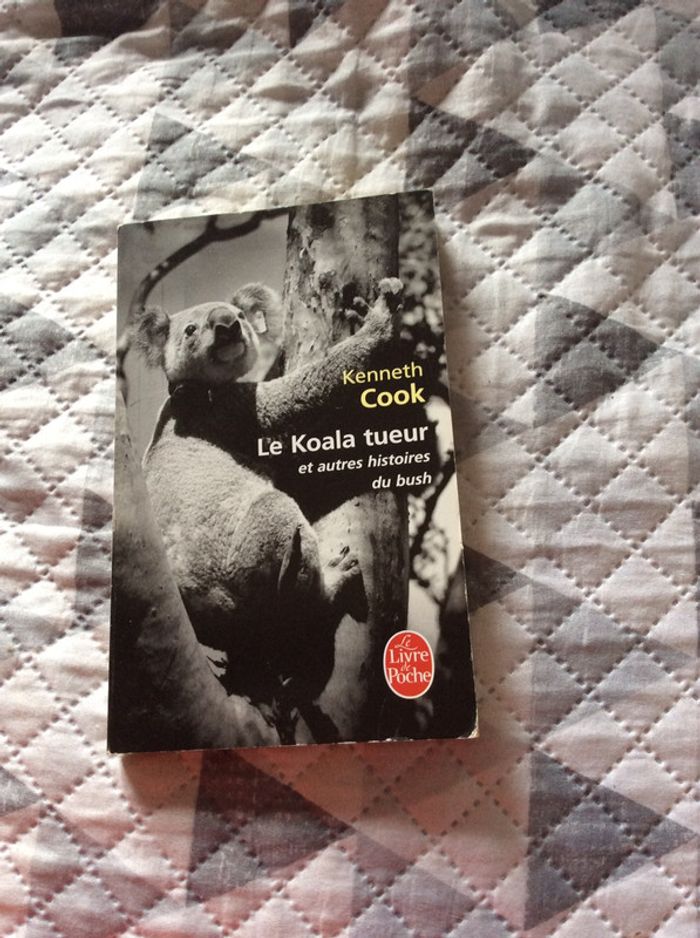 Kenneth
Cook
Le Koala tueur
et autres histoires
du bush
Le
Livre
de
Poche